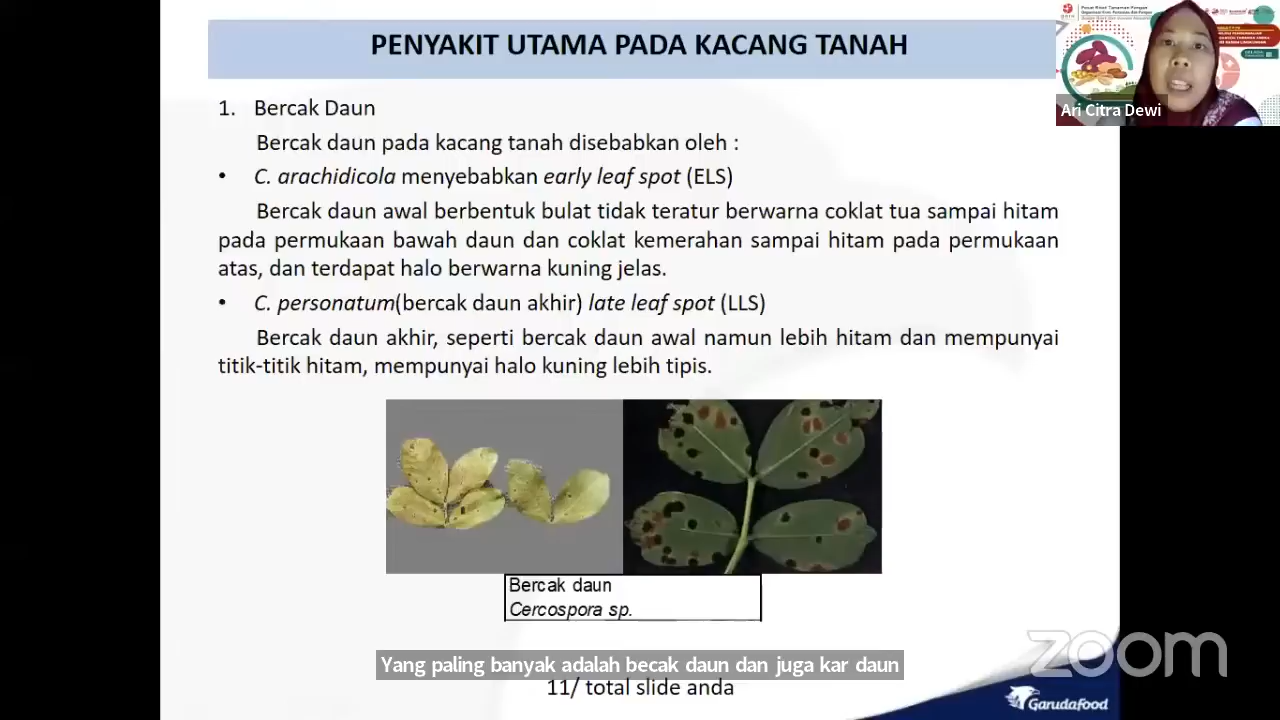 PENYAKIT UTAMA PADA KACANG TANAH
1. Bercak Daun
Bercak daun pada kacang tanah disebabkan oleh :
• C. arachidicola menyebabkan early leaf spot (ELS)
Bercak daun awal berbentuk bulat tidak teratur berwarna coklat tua sampai hitam
pada permukaan bawah daun dan coklat kemerahan sampai hitam pada permukaan
atas, dan terdapat halo berwarna kuning jelas.
• C. personatum(bercak daun akhir) late leaf spot (LLS)
Bercak daun akhir, seperti bercak daun awal namun lebih hitam dan mempunyai
titik-titik hitam, mempunyai halo kuning lebih tipis.
Bercak daun
Cercospora sp.
Yang paling banyak adalah becak daun dan juga kar daun
11/ total slide anda
zoom
Garudafood
Pusat Riset Tanaman Pangan
Ari Citra Dewi